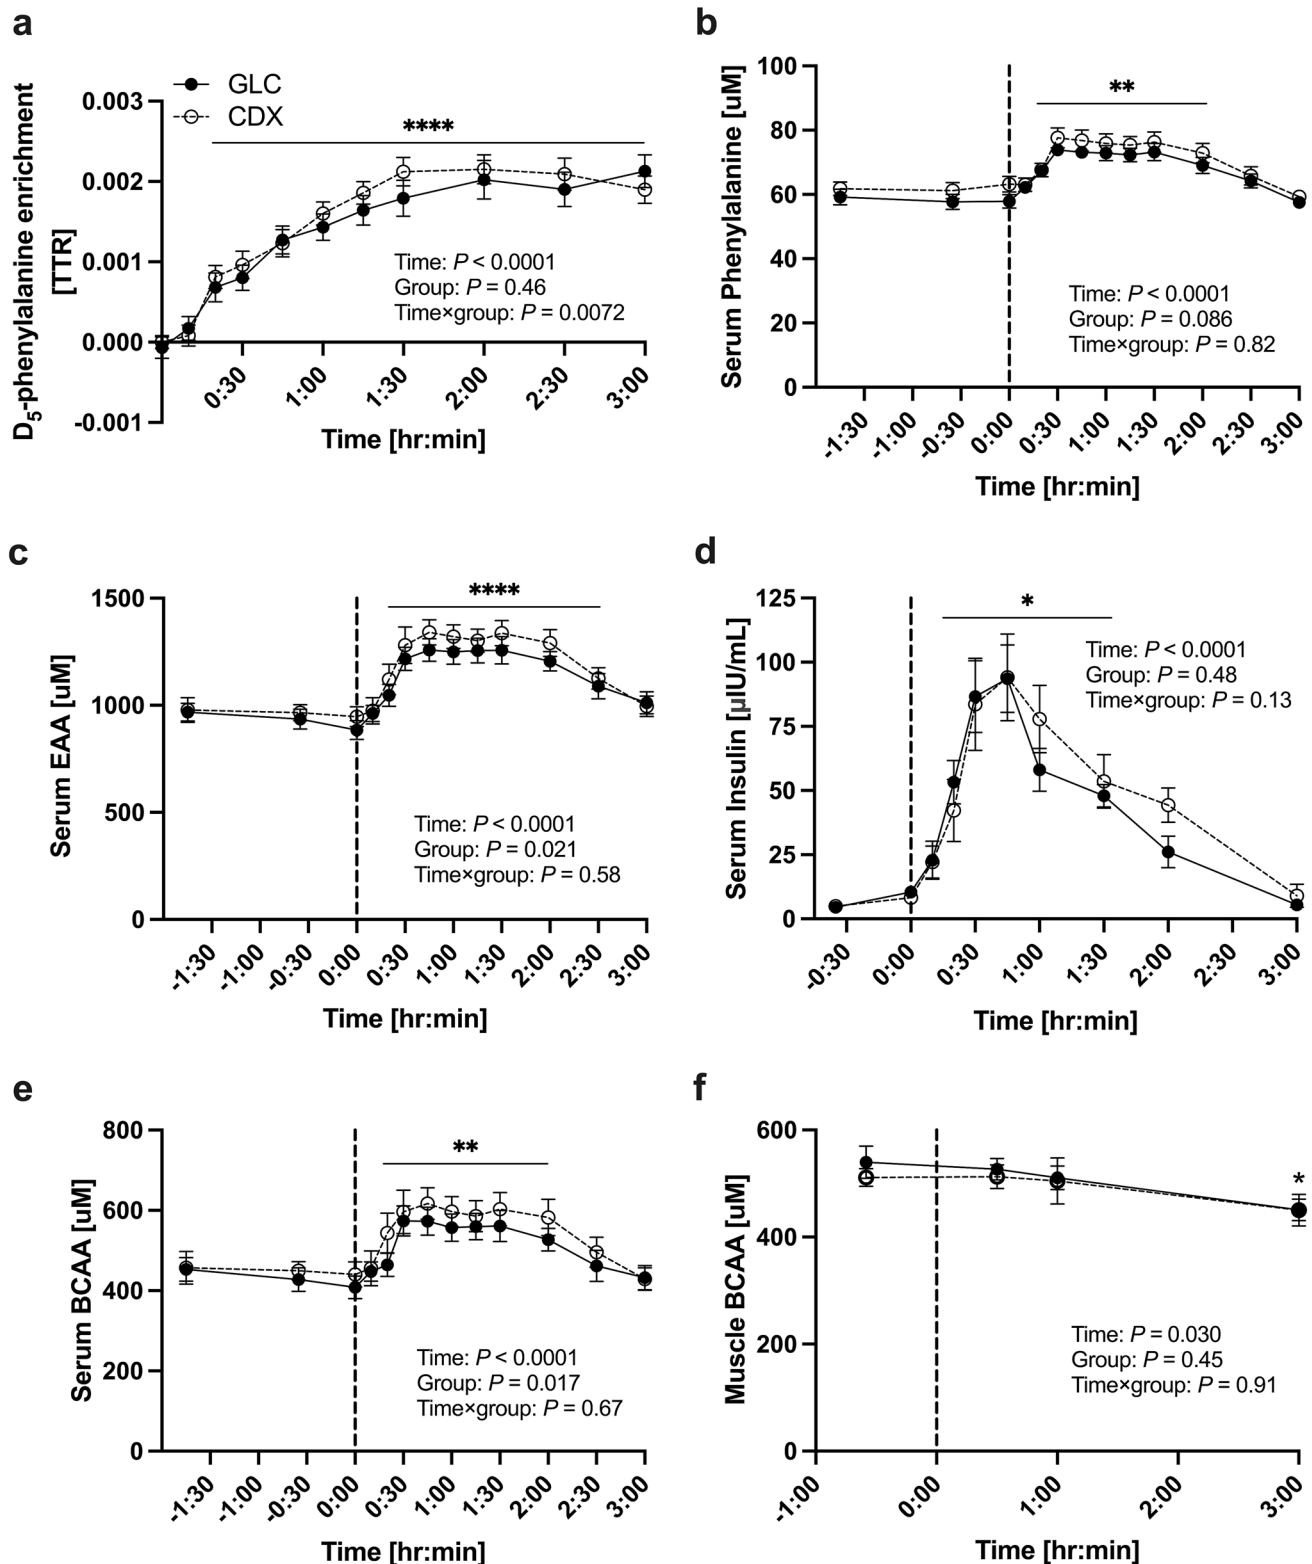 a
D5-phenylalanine enrichment
[TTR]
GLC
CDX
****
0.003
0.002
0.001
0.000
-0.001
Time: P < 0.0001
Group: P = 0.46
Time×group: P = 0.0072
0:30
1:00
1:30
2:00
2:30
3:00
Time [hr:min]
b
Serum Phenylalanine [uM]
**
100
80
60
40
20
0
Time: P < 0.0001
Group: P = 0.086
Time×group: P = 0.82
-1:30
-1:00
-0:30
0:00
0:30
1:00
1:30
2:00
2:30
3:00
Time [hr:min]
c
Serum EAA [uM]
****
1500
1000
500
0
Time: P < 0.0001
Group: P = 0.021
Time×group: P = 0.58
-1:30
-1:00
-0:30
0:00
0:30
1:00
1:30
2:00
2:30
3:00
Time [hr:min]
d
Serum Insulin [µIU/mL]
*
125
100
75
50
25
0
Time: P < 0.0001
Group: P = 0.48
Time×group: P = 0.13
-0:30
0:00
0:30
1:00
1:30
2:00
2:30
3:00
Time [hr:min]
e
Serum BCAA [uM]
**
800
600
400
200
0
Time: P < 0.0001
Group: P = 0.017
Time×group: P = 0.67
-1:30
-1:00
-0:30
0:00
0:30
1:00
1:30
2:00
2:30
3:00
Time [hr:min]
f
Muscle BCAA [uM]
*
600
400
200
0
Time: P = 0.030
Group: P = 0.45
Time×group: P = 0.91
-1:00
0:00
1:00
2:00
3:00
Time [hr:min]